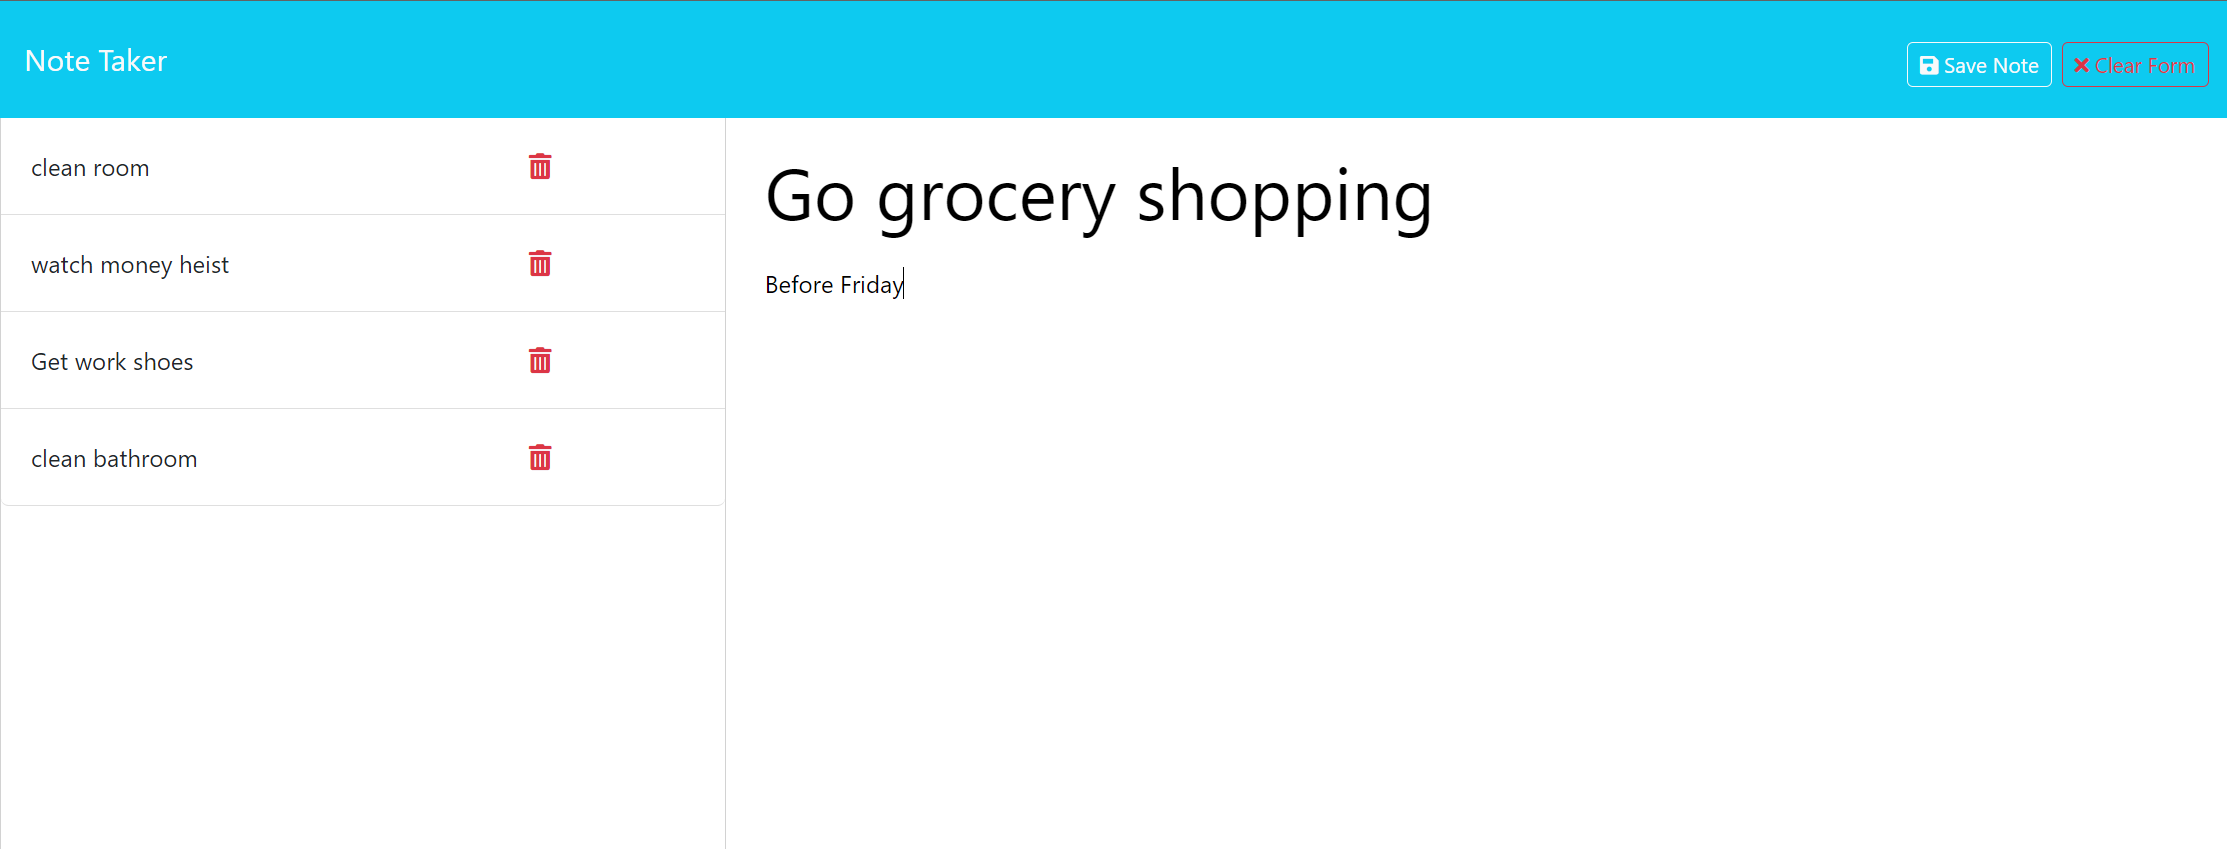 Note Taker
Save Note
Clear Form
clean room
watch money heist
Get work shoes
clean bathroom
Go grocery shopping
Before Friday